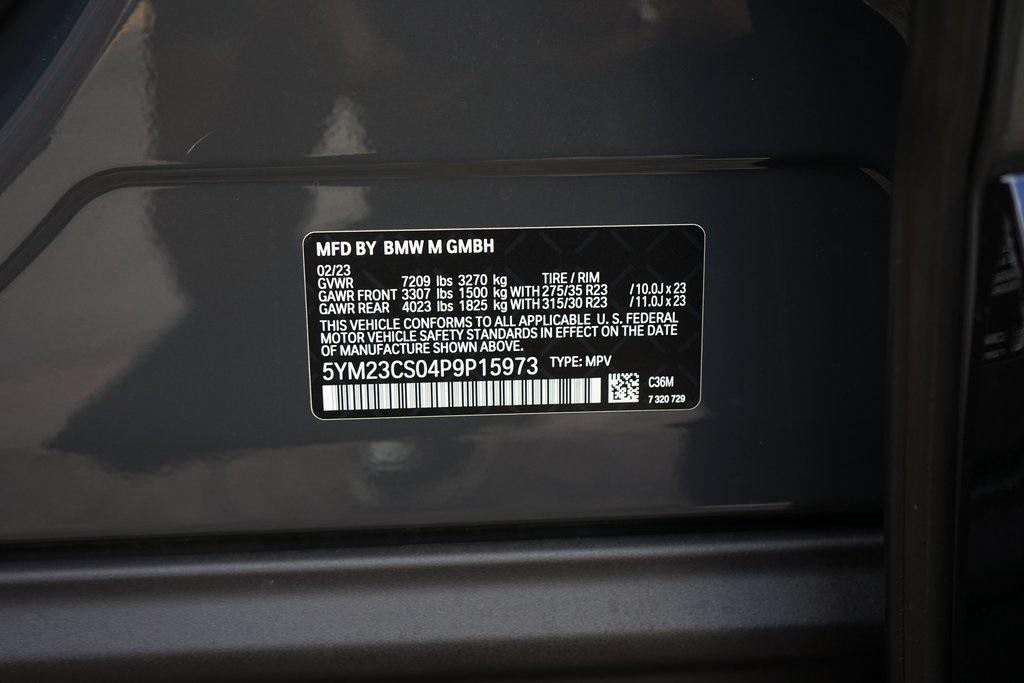 MFD BY BMW M GMBH
02/23
GVWR 7209 lbs 3270 kg TIRE / RIM
GAWR FRONT 3307 lbs 1500 kg WITH 275/35 R23 /10.0J x 23
GAWR REAR 4023 lbs 1825 kg WITH 315/30 R23 /11.0J x 23
THIS VEHICLE CONFORMS TO ALL APPLICABLE U. S. FEDERAL
MOTOR VEHICLE SAFETY STANDARDS IN EFFECT ON THE DATE
OF MANUFACTURE SHOWN ABOVE.
5YM23CS04P9P15973 TYPE: MPV
C36M
7 320 729